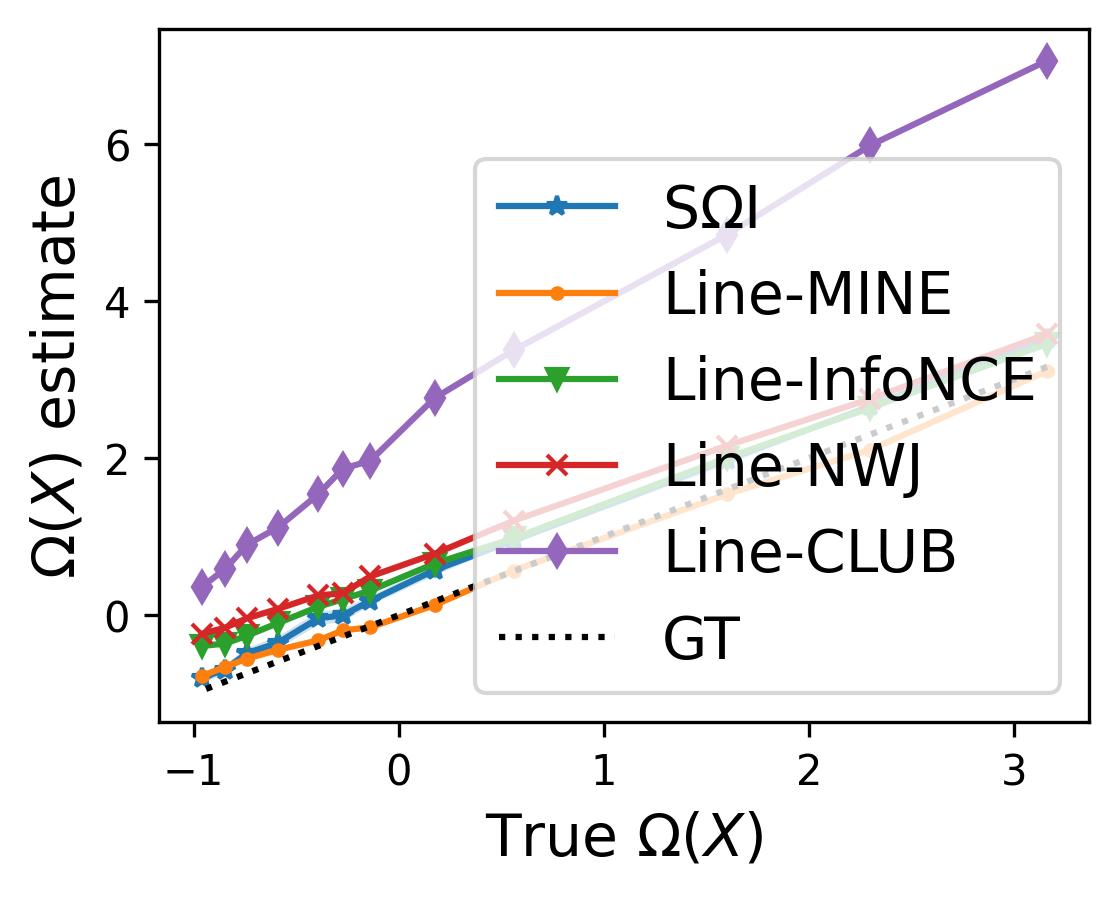 Ω(X) estimate
6
4
2
0
SΩI
Line-MINE
Line-InfoNCE
Line-NWJ
Line-CLUB
GT
−1 0 1 2 3
True Ω(X)